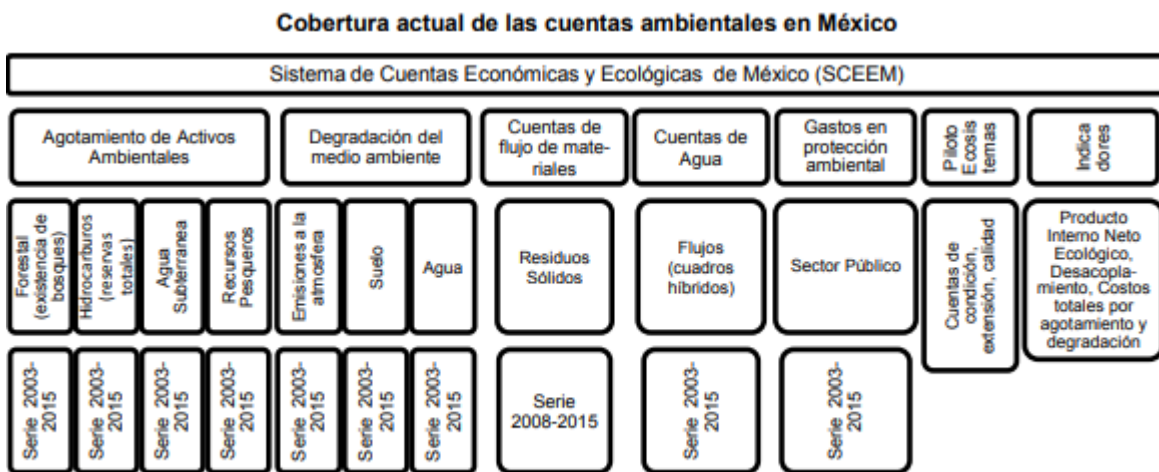 Cobertura actual de las cuentas ambientales en México
Sistema de Cuentas Económicas y Ecológicas de México (SCEEM)
Agotamiento de Activos
Ambientales
Degradación del
medio ambiente
Cuentas de
flujo de mate-
riales
Cuentas de
Agua
Gastos en
protección
ambiental
Piloto
Ecosis
temas
Indica
dores
Forestal
(existencia de
bosques)
Hidrocarburos
(reservas
totales)
Agua
Subterranea
Recursos
Pesqueros
Emisiones a la
atmosfera
Suelo
Agua
Residuos
Sólidos
Flujos
(cuadros
híbridos)
Sector Público
Cuentas de
condición,
extensión, calidad
Producto
Interno Neto
Ecológico,
Desacopla-
miento, Costos
totales por
agotamiento y
degradación
Serie 2003-
2015
Serie 2003-
2015
Serie 2003-
2015
Serie 2003-
2015
Serie 2003-
2015
Serie 2003-
2015
Serie 2003-
2015
Serie
2008-2015
Serie 2003-
2015
Serie 2003-
2015